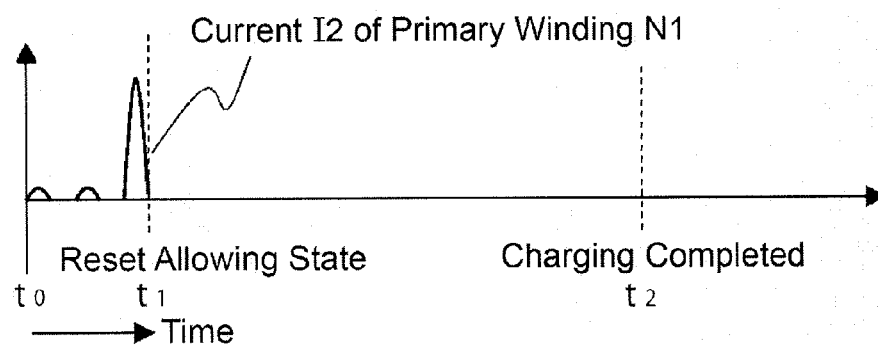 Current I2 of Primary Winding N1
Reset Allowing State
Charging Completed
t0
t1
t2
Time